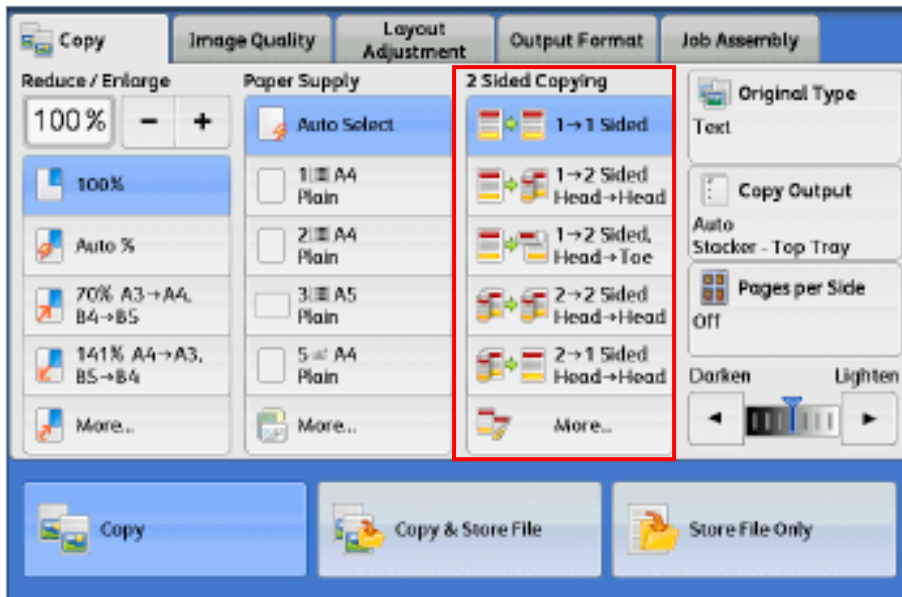 Copy
Image Quality
Layout
Adjustment
Output Format
Job Assembly
Reduce / Enlarge
100%
-
+
100%
Auto %
70% A3→A4,
B4→B5
141% A4→A3,
B5→B4
More...
Paper Supply
Auto Select
1 A4
Plain
2 A4
Plain
3 A5
Plain
5 A4
Plain
More...
2 Sided Copying
1→1 Sided
1→2 Sided
Head→Head
1→2 Sided,
Head→Toe
2→2 Sided
Head→Head
2→1 Sided
Head→Head
More...
Original Type
Text
Copy Output
Auto
Stacker - Top Tray
Pages per Side
Off
Darken
Lighten
Copy
Copy & Store File
Store File Only